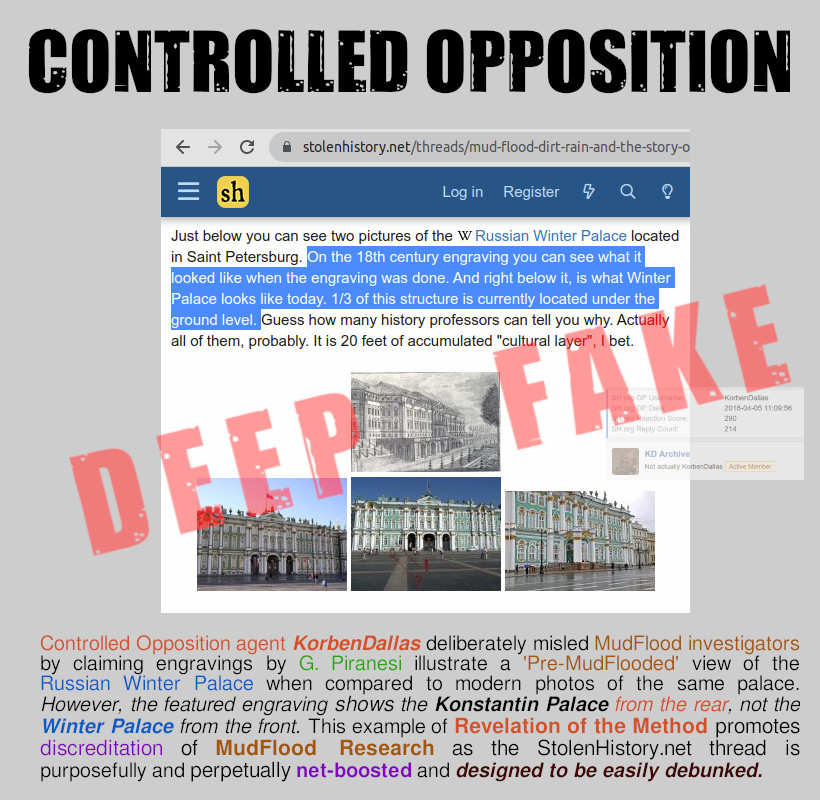 CONTROLLED OPPOSITION
stolenhistory.net/threads/mud-flood-dirt-rain-and-the-story-o
sh Log in Register
Just below you can see two pictures of the W Russian Winter Palace located
in Saint Petersburg. On the 18th century engraving you can see what it
looked like when the engraving was done. And right below it, is what Winter
Palace looks like today. 1/3 of this structure is currently located under the
ground level. Guess how many history professors can tell you why. Actually
all of them, probably. It is 20 feet of accumulated "cultural layer", I bet.
DEEP FAKE
SH.org OP Username: KorbenDallas
SH.org OP Date: 2018-04-05 11:09:56
SH.org Reaction Score: 290
SH.org Reply Count: 214
KD Archive
Not actually KorbenDallas Active Member
Controlled Opposition agent KorbenDallas deliberately misled MudFlood investigators
by claiming engravings by G. Piranesi illustrate a 'Pre-MudFlooded' view of the
Russian Winter Palace when compared to modern photos of the same palace.
However, the featured engraving shows the Konstantin Palace from the rear, not the
Winter Palace from the front. This example of Revelation of the Method promotes
discreditation of MudFlood Research as the StolenHistory.net thread is
purposefully and perpetually net-boosted and designed to be easily debunked.